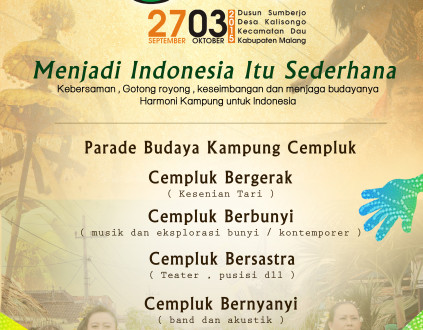 27 03
SEPTEMBER OKTOBER
2015
Dusun Sumberjo
Desa. Kalisongo
Kecamatan Dau
Kabupaten Malang
Menjadi Indonesia Itu Sederhana
Kebersaman , Gotong royong , keseimbangan dan menjaga budayanya
Harmoni Kampung untuk Indonesia
Parade Budaya Kampung Cempluk
Cempluk Bergerak
( Kesenian Tari )
Cempluk Berbunyi
( musik dan eksplorasi bunyi / kontemporer )
Cempluk Bersastra
( Teater , pusisi dll )
Cempluk Bernyanyi
( band dan akustik )